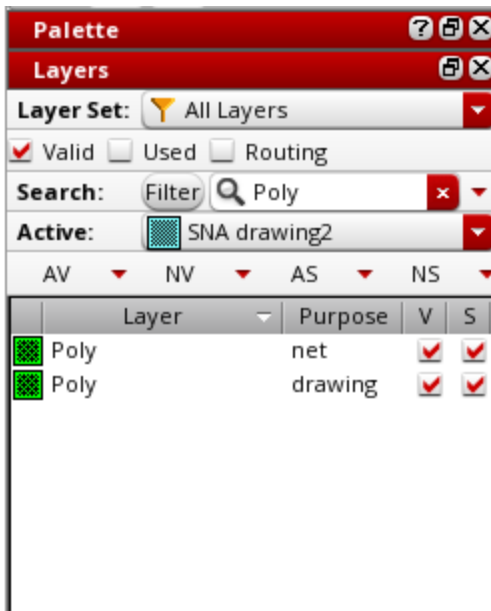 Palette
Layers
Layer Set: All Layers
Valid Used Routing
Search: Filter Poly
Active: SNA drawing2
AV NV AS NS
Layer Purpose V S
Poly net
Poly drawing